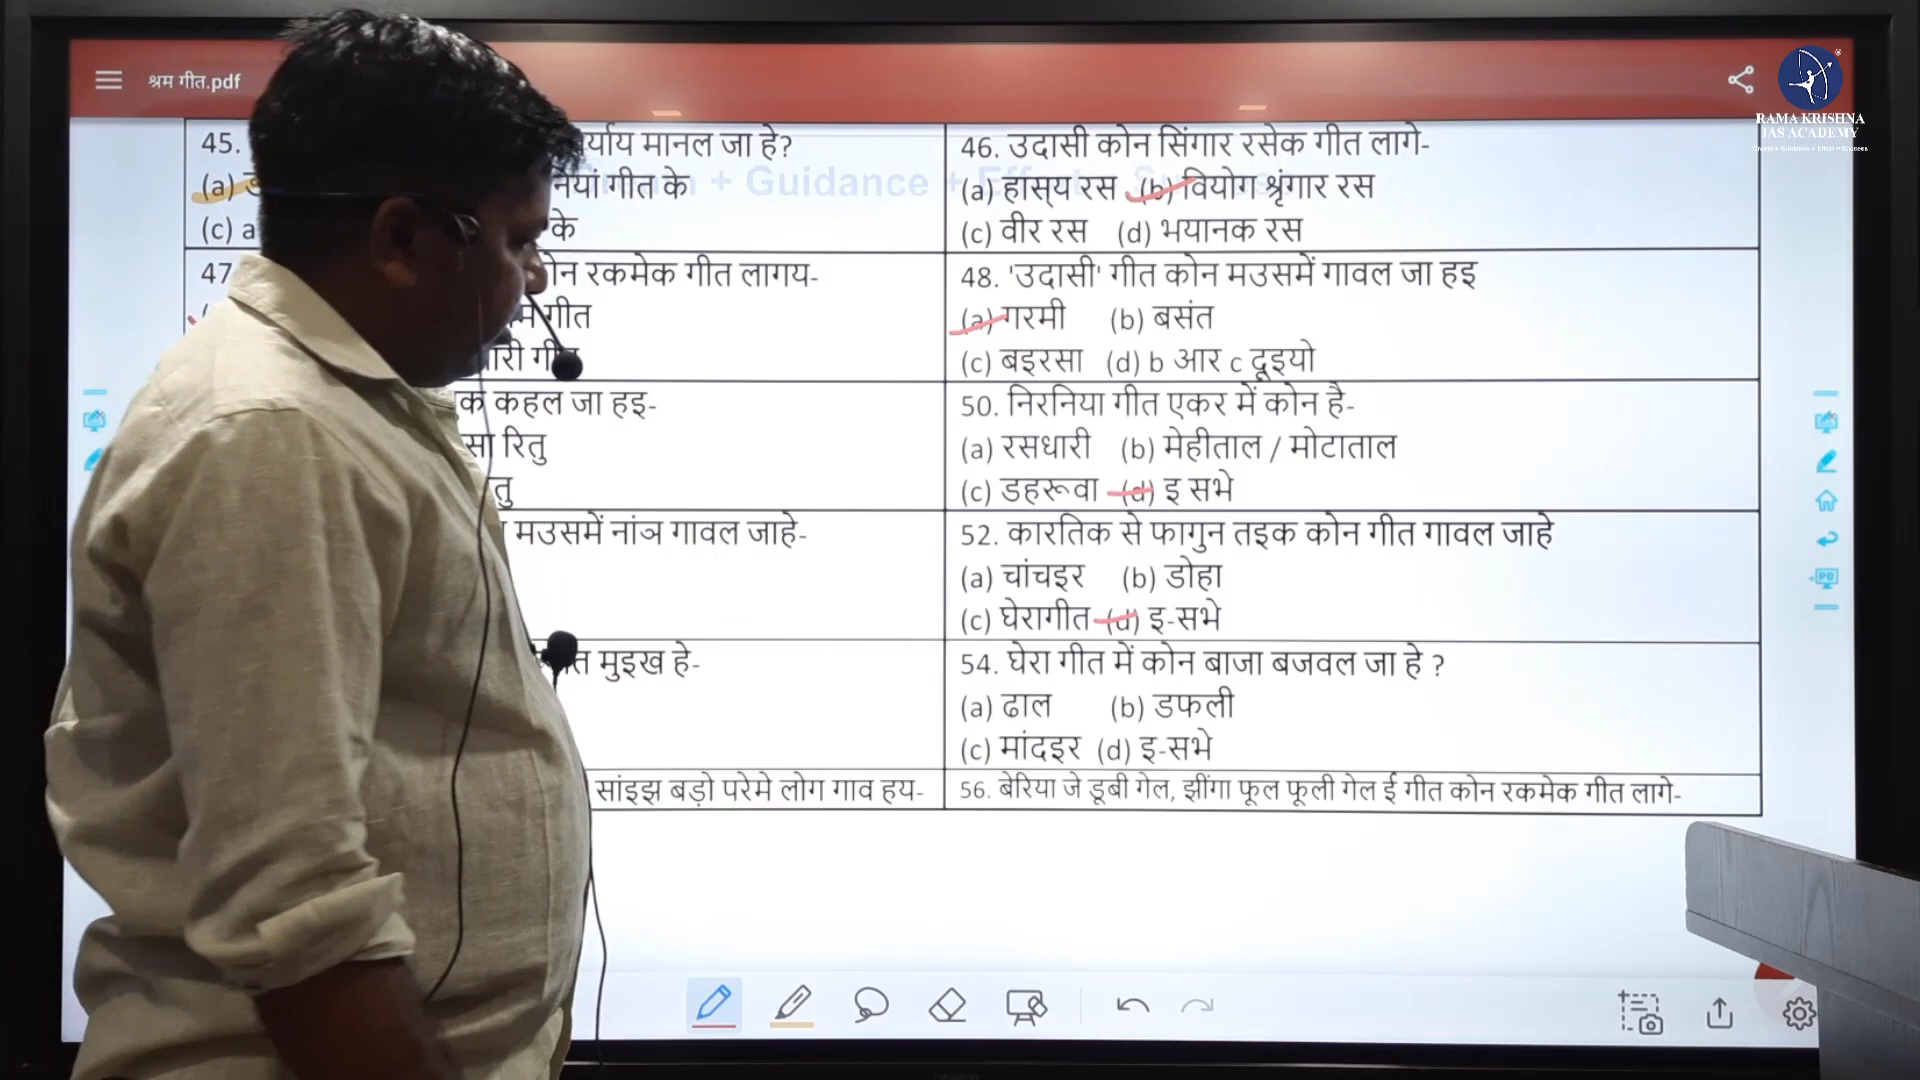 श्रम गीत.pdf
RAMA KRISHNA
IAS ACADEMY
45.
मानल जा हे?
(a)
गीत के
(c) a
के
Guidance +
46. उदासी कोन सिंगार रसेक गीत लागे-
(a) हास्य रस (b) वियोग श्रृंगार रस
(c) वीर रस (d) भयानक रस
47
रकमेक गीत लागय-
गीत
48. 'उदासी' गीत कोन मउसमें गावल जा हइ
(a) गरमी (b) बसंत
(c) बइरसा (d) b आर c दूइयो
कहल जा हइ-
रितु
50. निरनिया गीत एकर में कोन है-
(a) रसधारी (b) मेहीताल / मोटाताल
(c) डहरूवा (d) इ सभे
मउसमें नांञ गावल जाहे-
52. कारतिक से फागुन तइक कोन गीत गावल जाहे
(a) चांचइर (b) डोहा
(c) घेरागीत (d) इ-सभे
मुइख हे-
54. घेरा गीत में कोन बाजा बजवल जा हे ?
(a) ढाल (b) डफली
(c) मांदइर (d) इ-सभे
सांइझ बड़ो परेमे लोग गाव हय-
56. बेरिया जे डूबी गेल, झींगा फूल फूली गेल ई गीत कोन रकमेक गीत लागे-